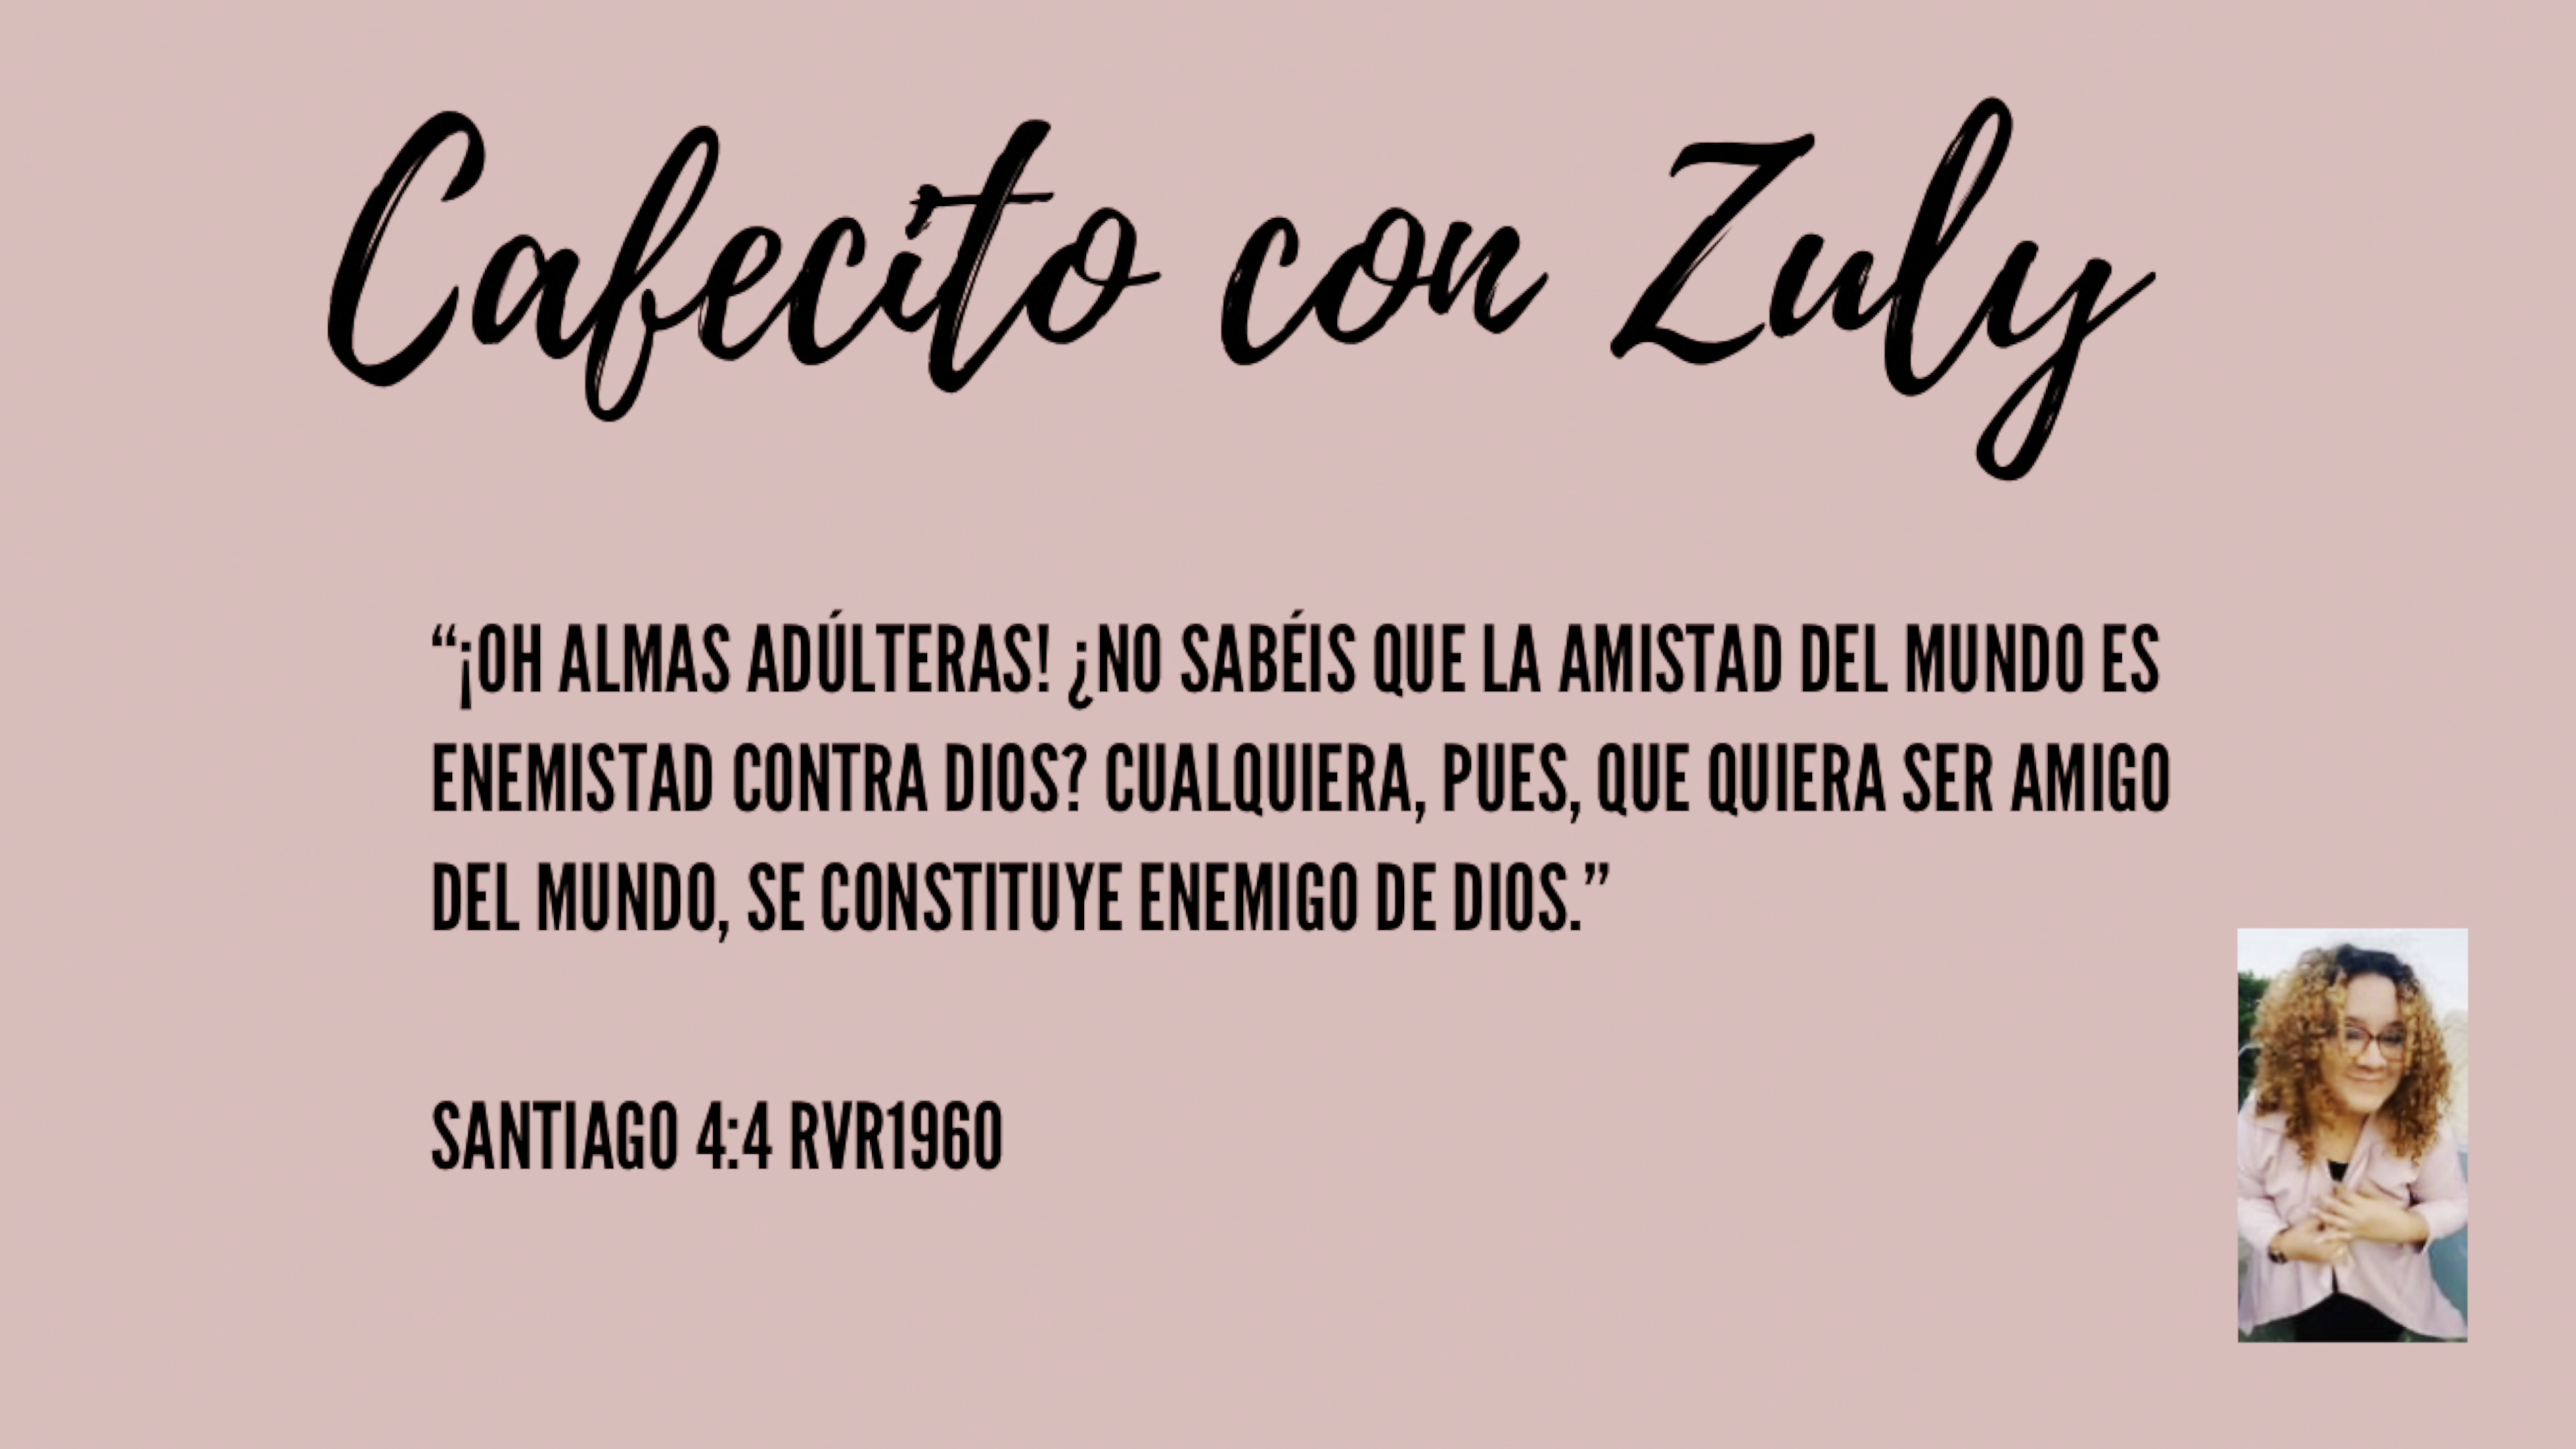 Cafecito con Zuly
“¡OH ALMAS ADÚLTERAS! ¿NO SABÉIS QUE LA AMISTAD DEL MUNDO ES
ENEMISTAD CONTRA DIOS? CUALQUIERA, PUES, QUE QUIERA SER AMIGO
DEL MUNDO, SE CONSTITUYE ENEMIGO DE DIOS.”
SANTIAGO 4:4 RVR1960